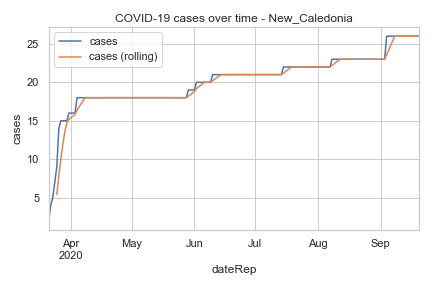 COVID-19 cases over time - New_Caledonia
cases
cases (rolling)
25
20
15
10
5
cases
Apr
2020
May
Jun
Jul
Aug
Sep
dateRep